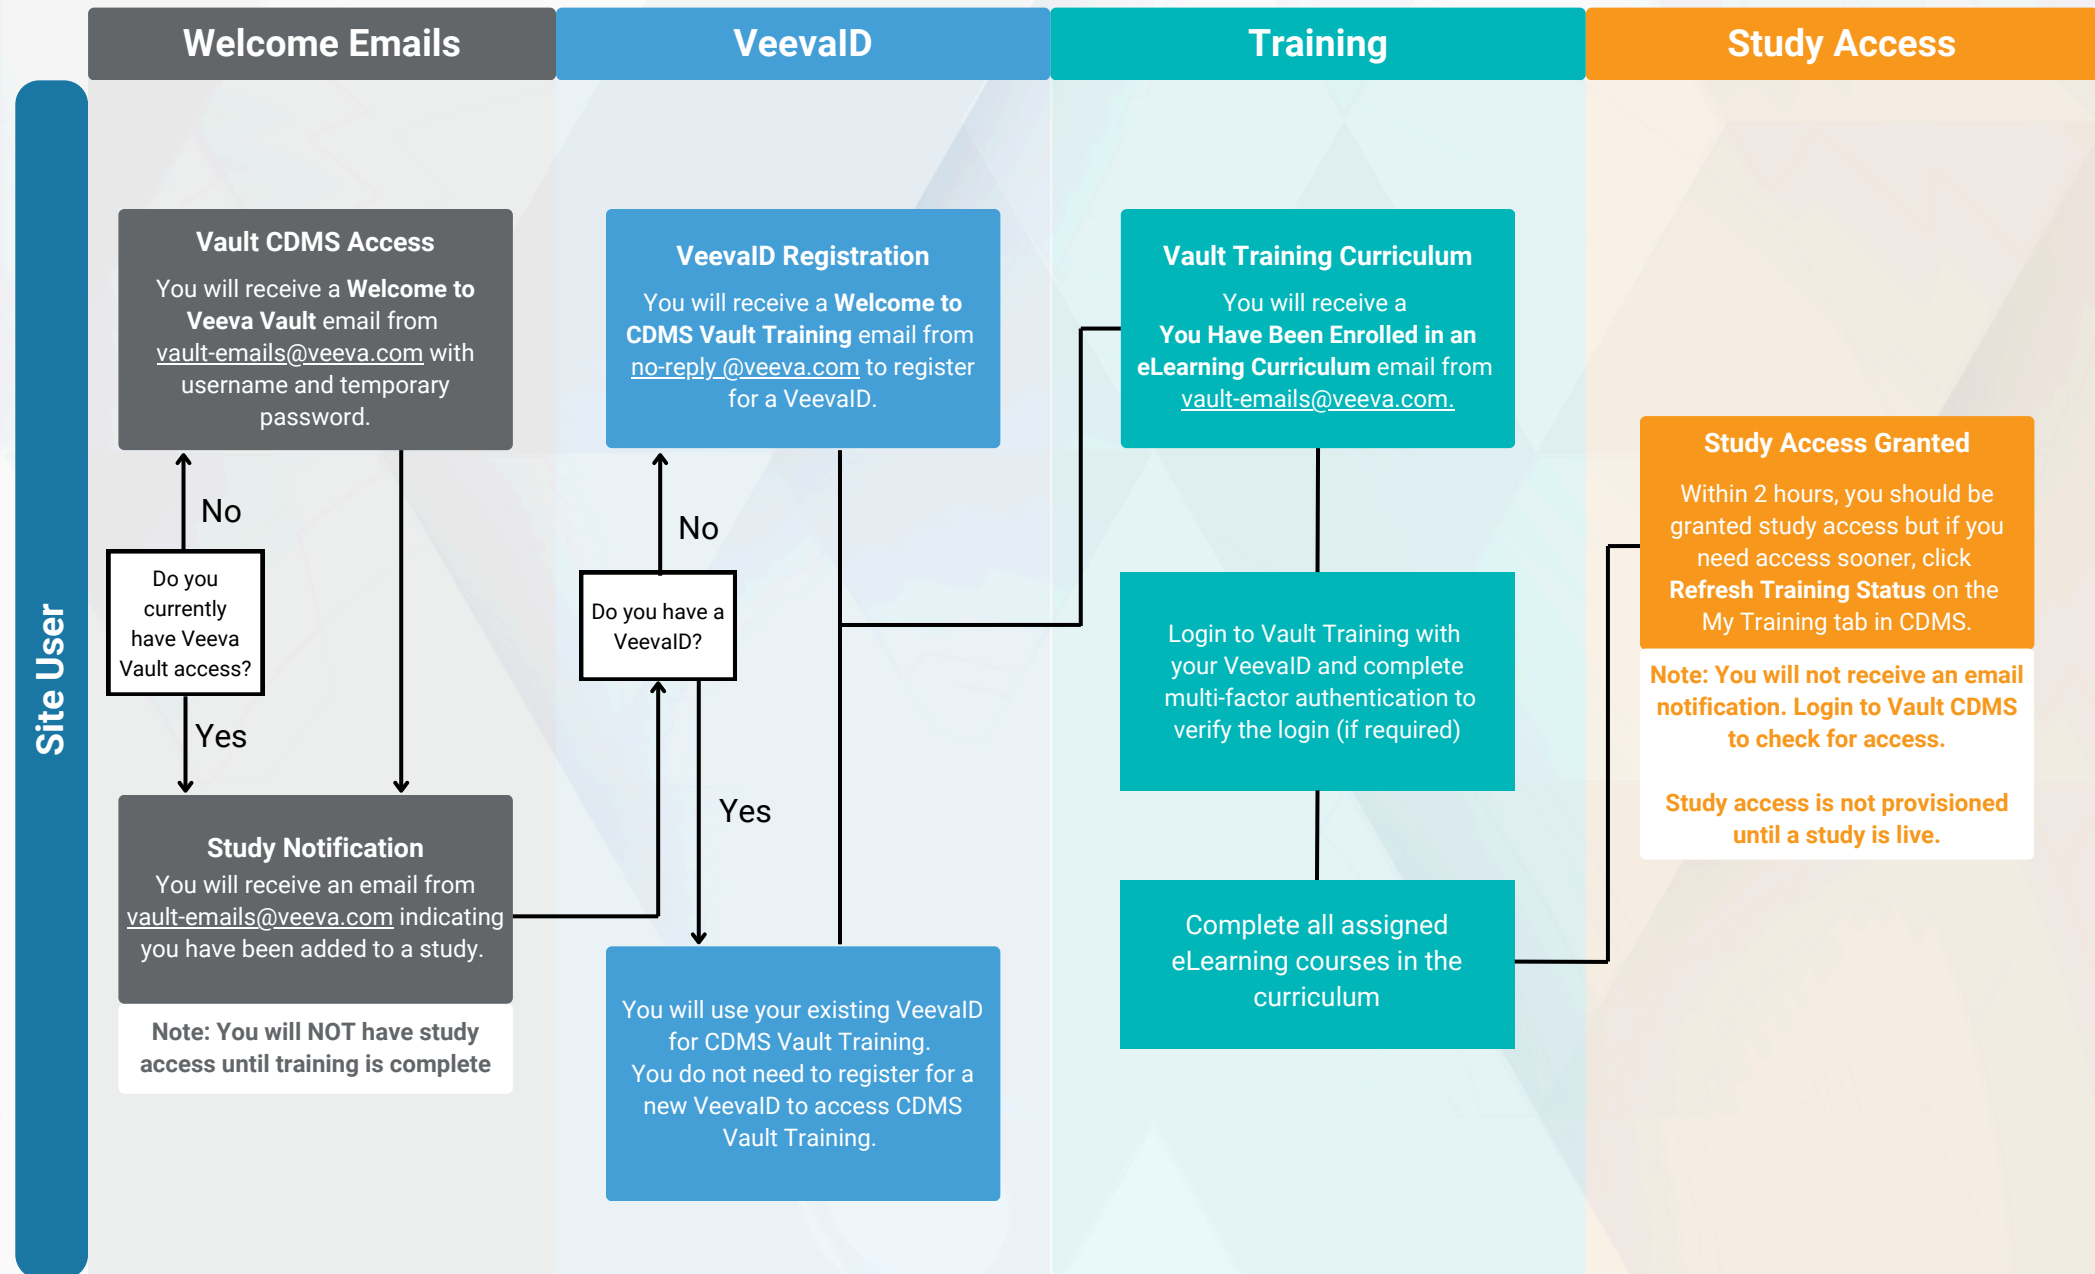 Welcome Emails
VeevaID
Training
Study Access
Site User
Vault CDMS Access
You will receive a Welcome to
Veeva Vault email from
vault-emails@veeva.com with
username and temporary
password.
No
Do you
currently
have Veeva
Vault access?
Yes
Study Notification
You will receive an email from
vault-emails@veeva.com indicating
you have been added to a study.
Note: You will NOT have study
access until training is complete
VeevaID Registration
You will receive a Welcome to
CDMS Vault Training email from
no-reply @veeva.com to register
for a VeevaID.
No
Do you have a
VeevaID?
Yes
You will use your existing VeevaID
for CDMS Vault Training.
You do not need to register for a
new VeevaID to access CDMS
Vault Training.
Vault Training Curriculum
You will receive a
You Have Been Enrolled in an
eLearning Curriculum email from
vault-emails@veeva.com.
Login to Vault Training with
your VeevaID and complete
multi-factor authentication to
verify the login (if required)
Complete all assigned
eLearning courses in the
curriculum
Study Access Granted
Within 2 hours, you should be
granted study access but if you
need access sooner, click
Refresh Training Status on the
My Training tab in CDMS.
Note: You will not receive an email
notification. Login to Vault CDMS
to check for access.
Study access is not provisioned
until a study is live.